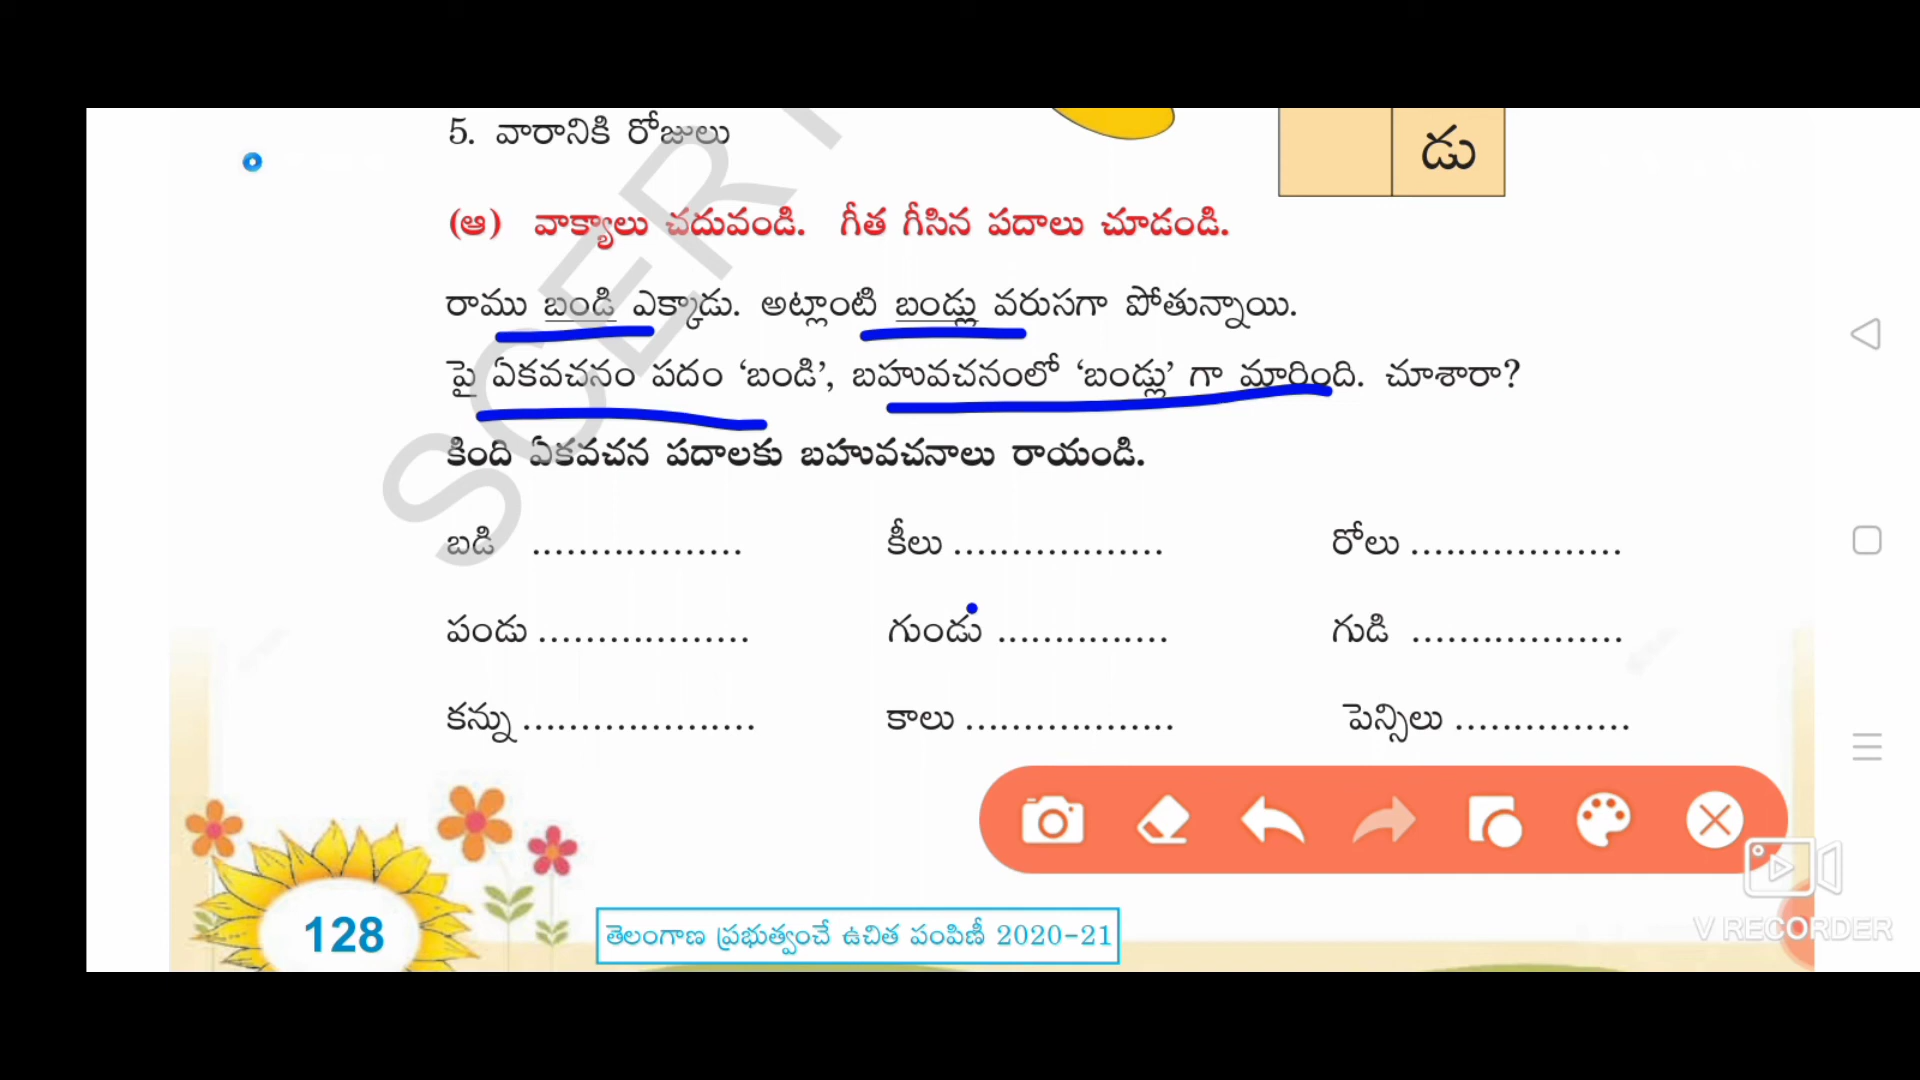 5. వారానికి రోజులు
డు
(ఆ) వాక్యాలు చదువండి. గీత గీసిన పదాలు చూడండి.
రాము బండి ఎక్కాడు. అట్లాంటి బండ్లు వరుసగా పోతున్నాయి.
పై ఏకవచనం పదం ‘బండి’, బహువచనంలో ‘బండ్లు’ గా మారింది. చూశారా?
కింది ఏకవచన పదాలకు బహువచనాలు రాయండి.
బడి .................. కీలు .................. రోలు ..................
పండు .................. గుండు ............... గుడి ..................
కన్ను .................... కాలు .................. పెన్సిలు ...............
128
తెలంగాణ ప్రభుత్వంచే ఉచిత పంపిణీ 2020-21
V RECORDER
SCERT